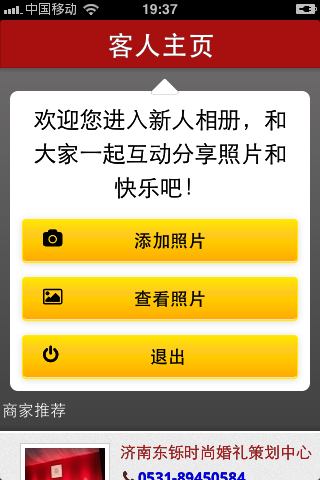 中国移动 19:37
客人主页
欢迎您进入新人相册，和
大家一起互动分享照片和
快乐吧！
添加照片
查看照片
退出
商家推荐
济南东铄时尚婚礼策划中心
0531-89450584